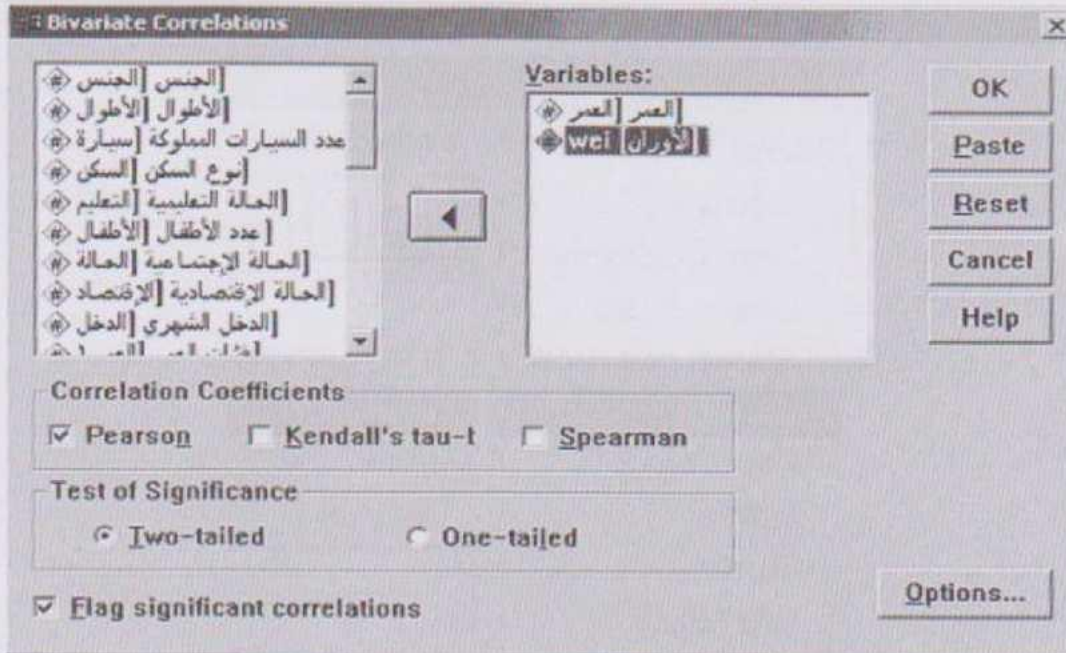 Bivariate Correlations
الجنس [الجنس]
الأطوال [الأطوال]
عدد السيارات المملوكة [سيارة
نوع السكن [السكن]
الحالة التعليمية [التعليم]
عدد الأطفال [الأطفال]
الحالة الإجتماعية [الحالة]
الحالة الإقتصادية [الإقتصاد]
الدخل الشهري [الدخل]
Variables:
العمر [العمر]
الأوزان [wei]
OK
Paste
Reset
Cancel
Help
Correlation Coefficients
Pearson Kendall's tau-t Spearman
Test of Significance
Two-tailed One-tailed
Flag significant correlations
Options...